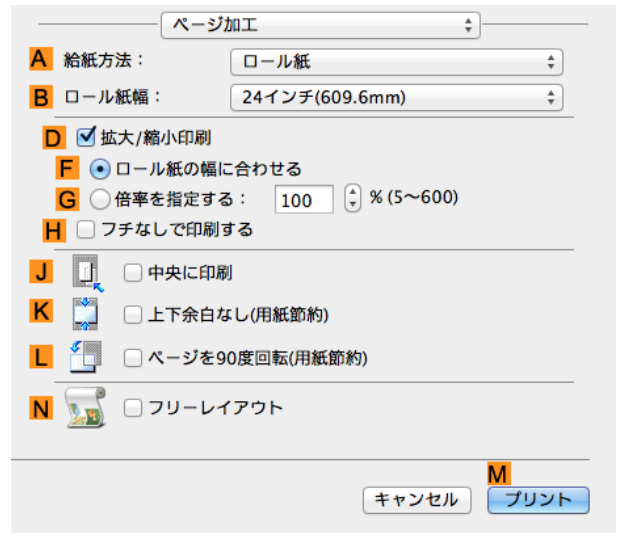 ページ加工
A 給紙方法： ロール紙
B ロール紙幅： 24インチ(609.6mm)
D 拡大/縮小印刷
F ロール紙の幅に合わせる
G 倍率を指定する： 100 % (5〜600)
H フチなしで印刷する
J 中央に印刷
K 上下余白なし(用紙節約)
L ページを90度回転(用紙節約)
N フリーレイアウト
M
キャンセル プリント